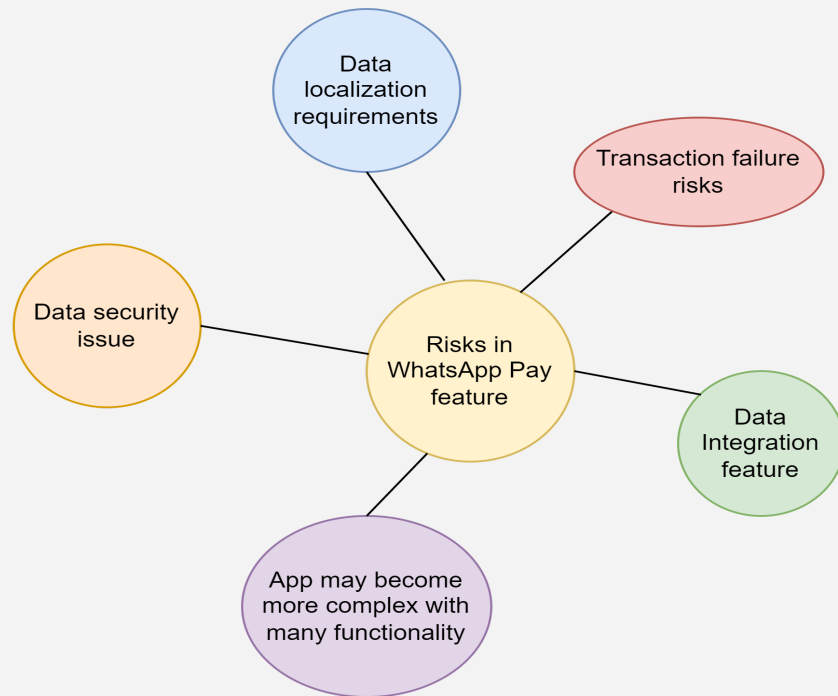 Data
localization
requirements
Transaction failure
risks
Data security
issue
Risks in
WhatsApp Pay
feature
Data
Integration
feature
App may become
more complex with
many functionality